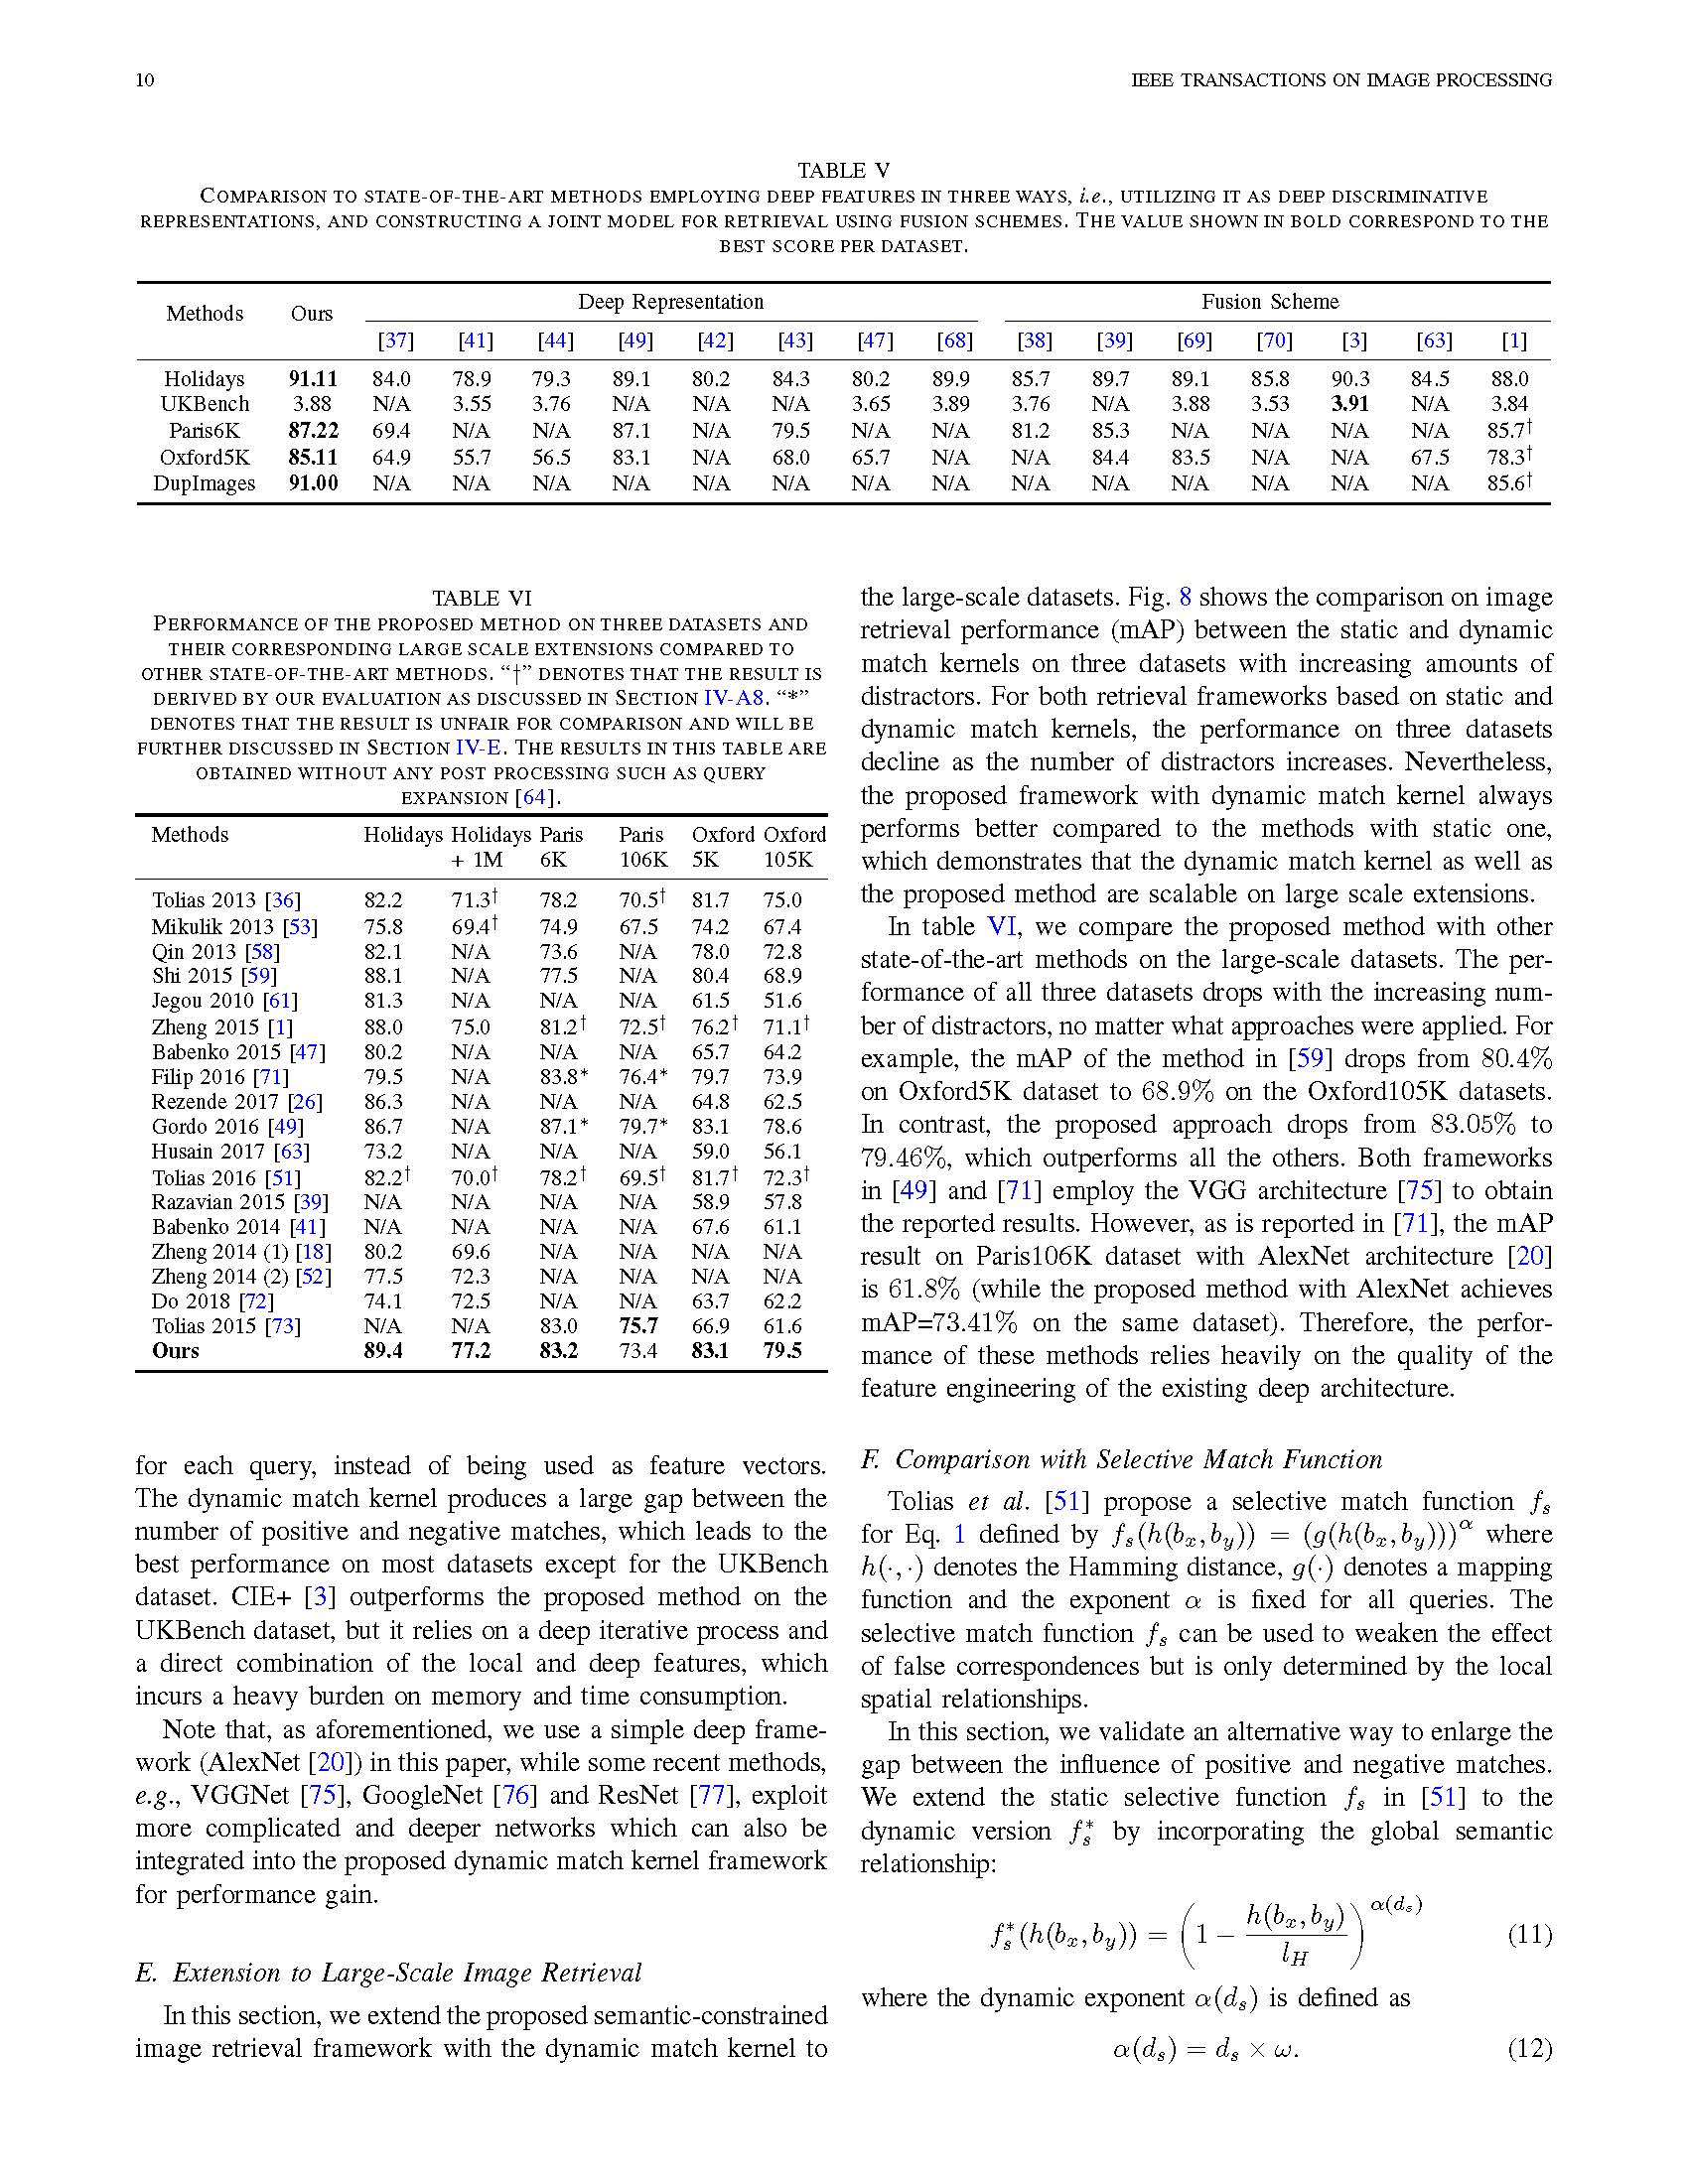 10
IEEE TRANSACTIONS ON IMAGE PROCESSING
TABLE V
COMPARISON TO STATE-OF-THE-ART METHODS EMPLOYING DEEP FEATURES IN THREE WAYS, i.e., UTILIZING IT AS DEEP DISCRIMINATIVE
REPRESENTATIONS, AND CONSTRUCTING A JOINT MODEL FOR RETRIEVAL USING FUSION SCHEMES. THE VALUE SHOWN IN BOLD CORRESPOND TO THE
BEST SCORE PER DATASET.
Methods Ours Deep Representation Fusion Scheme
[37] [41] [44] [49] [42] [43] [47] [68] [38] [39] [69] [70] [3] [63] [1]
Holidays 91.11 84.0 78.9 79.3 89.1 80.2 84.3 80.2 89.9 85.7 89.7 89.1 85.8 90.3 84.5 88.0
UKBench 3.88 N/A 3.55 3.76 N/A N/A N/A 3.65 3.89 3.76 N/A 3.88 3.53 3.91 N/A 3.84
Paris6K 87.22 69.4 N/A N/A 87.1 N/A 79.5 N/A N/A 81.2 85.3 N/A N/A N/A N/A 85.7†
Oxford5K 85.11 64.9 55.7 56.5 83.1 N/A 68.0 65.7 N/A N/A 84.4 83.5 N/A N/A 67.5 78.3†
DupImages 91.00 N/A N/A N/A N/A N/A N/A N/A N/A N/A N/A N/A N/A N/A N/A 85.6†
TABLE VI
PERFORMANCE OF THE PROPOSED METHOD ON THREE DATASETS AND
THEIR CORRESPONDING LARGE SCALE EXTENSIONS COMPARED TO
OTHER STATE-OF-THE-ART METHODS. “†” DENOTES THAT THE RESULT IS
DERIVED BY OUR EVALUATION AS DISCUSSED IN SECTION IV-A8. “*”
DENOTES THAT THE RESULT IS UNFAIR FOR COMPARISON AND WILL BE
FURTHER DISCUSSED IN SECTION IV-E. THE RESULTS IN THIS TABLE ARE
OBTAINED WITHOUT ANY POST PROCESSING SUCH AS QUERY
EXPANSION [64].
Methods Holidays Holidays Paris Paris Oxford Oxford
+ 1M 6K 106K 5K 105K
Tolias 2013 [36] 82.2 71.3† 78.2 70.5† 81.7 75.0
Mikulik 2013 [53] 75.8 69.4† 74.9 67.5 74.2 67.4
Qin 2013 [58] 82.1 N/A 73.6 N/A 78.0 72.8
Shi 2015 [59] 88.1 N/A 77.5 N/A 80.4 68.9
Jegou 2010 [61] 81.3 N/A N/A N/A 61.5 51.6
Zheng 2015 [1] 88.0 75.0 81.2† 72.5† 76.2† 71.1†
Babenko 2015 [47] 80.2 N/A N/A N/A 65.7 64.2
Filip 2016 [71] 79.5 N/A 83.8* 76.4* 79.7 73.9
Rezende 2017 [26] 86.3 N/A N/A N/A 64.8 62.5
Gordo 2016 [49] 86.7 N/A 87.1* 79.7* 83.1 78.6
Husain 2017 [63] 73.2 N/A N/A N/A 59.0 56.1
Tolias 2016 [51] 82.2† 70.0† 78.2† 69.5† 81.7† 72.3†
Razavian 2015 [39] N/A N/A N/A N/A 58.9 57.8
Babenko 2014 [41] N/A N/A N/A N/A 67.6 61.1
Zheng 2014 (1) [18] 80.2 69.6 N/A N/A N/A N/A
Zheng 2014 (2) [52] 77.5 72.3 N/A N/A N/A N/A
Do 2018 [72] 74.1 72.5 N/A N/A 63.7 62.2
Tolias 2015 [73] N/A N/A 83.0 75.7 66.9 61.6
Ours 89.4 77.2 83.2 73.4 83.1 79.5
for each query, instead of being used as feature vectors.
The dynamic match kernel produces a large gap between the
number of positive and negative matches, which leads to the
best performance on most datasets except for the UKBench
dataset. CIE+ [3] outperforms the proposed method on the
UKBench dataset, but it relies on a deep iterative process and
a direct combination of the local and deep features, which
incurs a heavy burden on memory and time consumption.
Note that, as aforementioned, we use a simple deep frame-
work (AlexNet [20]) in this paper, while some recent methods,
e.g., VGGNet [75], GoogleNet [76] and ResNet [77], exploit
more complicated and deeper networks which can also be
integrated into the proposed dynamic match kernel framework
for performance gain.
E. Extension to Large-Scale Image Retrieval
In this section, we extend the proposed semantic-constrained
image retrieval framework with the dynamic match kernel to
the large-scale datasets. Fig. 8 shows the comparison on image
retrieval performance (mAP) between the static and dynamic
match kernels on three datasets with increasing amounts of
distractors. For both retrieval frameworks based on static and
dynamic match kernels, the performance on three datasets
decline as the number of distractors increases. Nevertheless,
the proposed framework with dynamic match kernel always
performs better compared to the methods with static one,
which demonstrates that the dynamic match kernel as well as
the proposed method are scalable on large scale extensions.
In table VI, we compare the proposed method with other
state-of-the-art methods on the large-scale datasets. The per-
formance of all three datasets drops with the increasing num-
ber of distractors, no matter what approaches were applied. For
example, the mAP of the method in [59] drops from 80.4%
on Oxford5K dataset to 68.9% on the Oxford105K datasets.
In contrast, the proposed approach drops from 83.05% to
79.46%, which outperforms all the others. Both frameworks
in [49] and [71] employ the VGG architecture [75] to obtain
the reported results. However, as is reported in [71], the mAP
result on Paris106K dataset with AlexNet architecture [20]
is 61.8% (while the proposed method with AlexNet achieves
mAP=73.41% on the same dataset). Therefore, the perfor-
mance of these methods relies heavily on the quality of the
feature engineering of the existing deep architecture.
F. Comparison with Selective Match Function
Tolias et al. [51] propose a selective match function fₛ
for Eq. 1 defined by fₛ(h(bₓ, b_y)) = (g(h(bₓ, b_y)))^α where
h(·, ·) denotes the Hamming distance, g(·) denotes a mapping
function and the exponent α is fixed for all queries. The
selective match function fₛ can be used to weaken the effect
of false correspondences but is only determined by the local
spatial relationships.
In this section, we validate an alternative way to enlarge the
gap between the influence of positive and negative matches.
We extend the static selective function fₛ in [51] to the
dynamic version fₛ* by incorporating the global semantic
relationship:
fₛ*(h(bₓ, b_y)) = (1 − h(bₓ, b_y) / l_H)^α(dₛ) (11)
where the dynamic exponent α(dₛ) is defined as
α(dₛ) = dₛ × ω. (12)